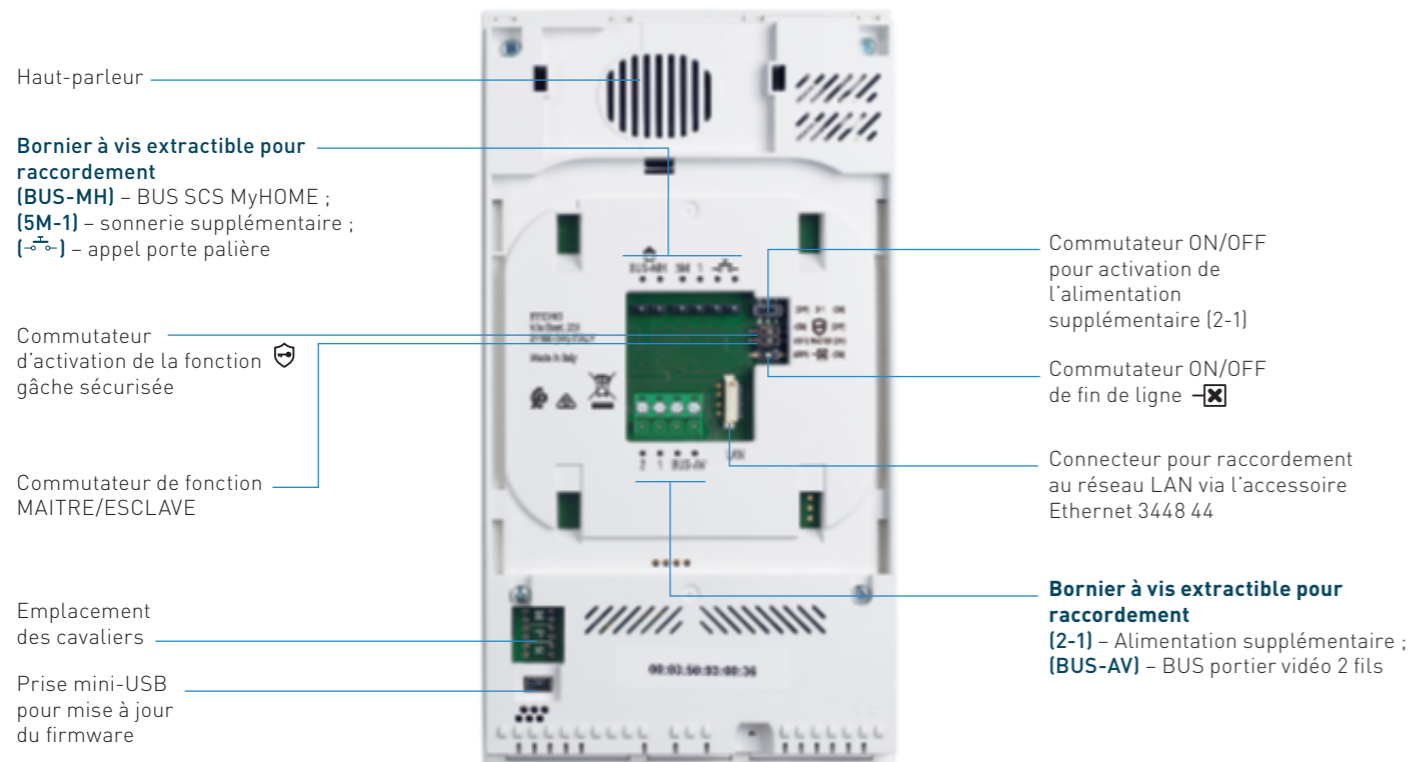 Haut-parleur
Bornier à vis extractible pour
raccordement
(BUS-MH) – BUS SCS MyHOME ;
(5M-1) – sonnerie supplémentaire ;
( ) – appel porte palière
Commutateur
d'activation de la fonction
gâche sécurisée
Commutateur de fonction
MAITRE/ESCLAVE
Emplacement
des cavaliers
Prise mini-USB
pour mise à jour
du firmware
5M 1
Made in Italy
2 1 BUS-AV LAN
00:03:50:93:00:36
Commutateur ON/OFF
pour activation de
l'alimentation
supplémentaire (2-1)
Commutateur ON/OFF
de fin de ligne
Connecteur pour raccordement
au réseau LAN via l'accessoire
Ethernet 3448 44
Bornier à vis extractible pour
raccordement
(2-1) – Alimentation supplémentaire ;
(BUS-AV) – BUS portier vidéo 2 fils